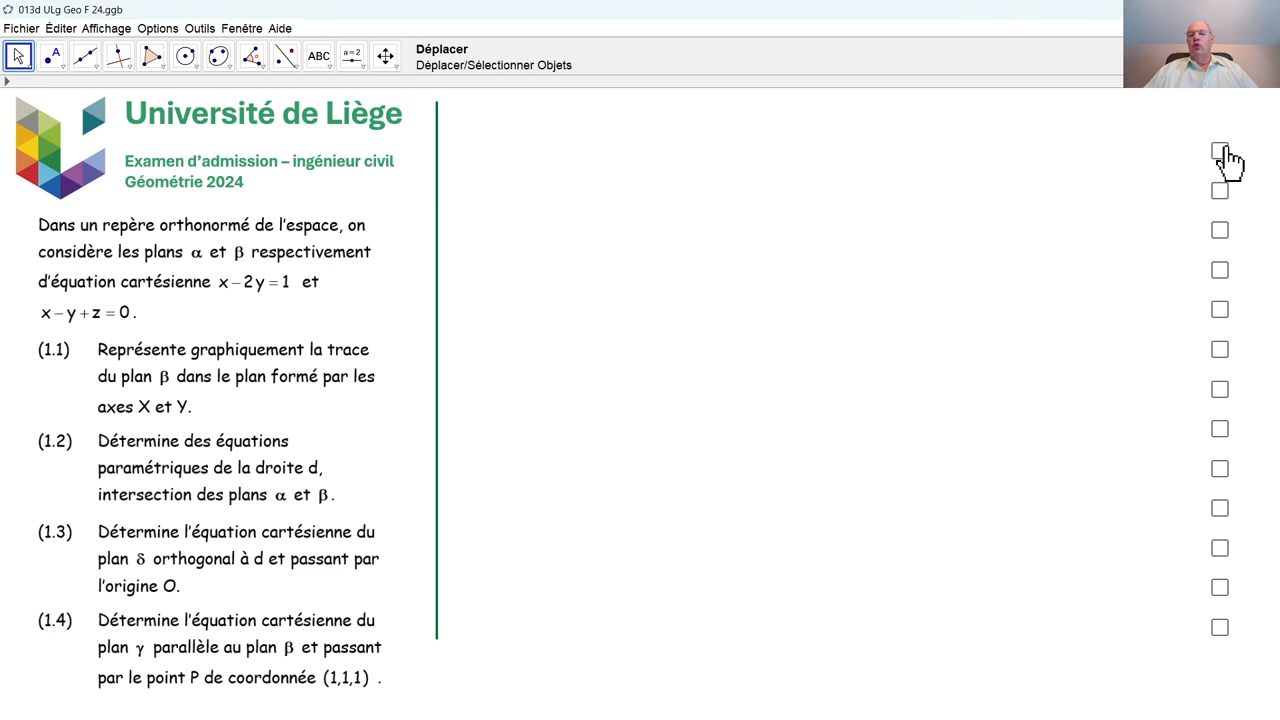 013d ULg Geo F 24.ggb
Fichier Éditer Affichage Options Outils Fenêtre Aide
A
ABC
a=2
Déplacer
Déplacer/Sélectionner Objets
Université de Liège
Examen d'admission – ingénieur civil
Géométrie 2024
Dans un repère orthonormé de l'espace, on
considère les plans α et β respectivement
d'équation cartésienne x − 2y = 1 et
x − y + z = 0.
(1.1) Représente graphiquement la trace
du plan β dans le plan formé par les
axes X et Y.
(1.2) Détermine des équations
paramétriques de la droite d,
intersection des plans α et β.
(1.3) Détermine l'équation cartésienne du
plan δ orthogonal à d et passant par
l'origine O.
(1.4) Détermine l'équation cartésienne du
plan γ parallèle au plan β et passant
par le point P de coordonnée (1,1,1) .